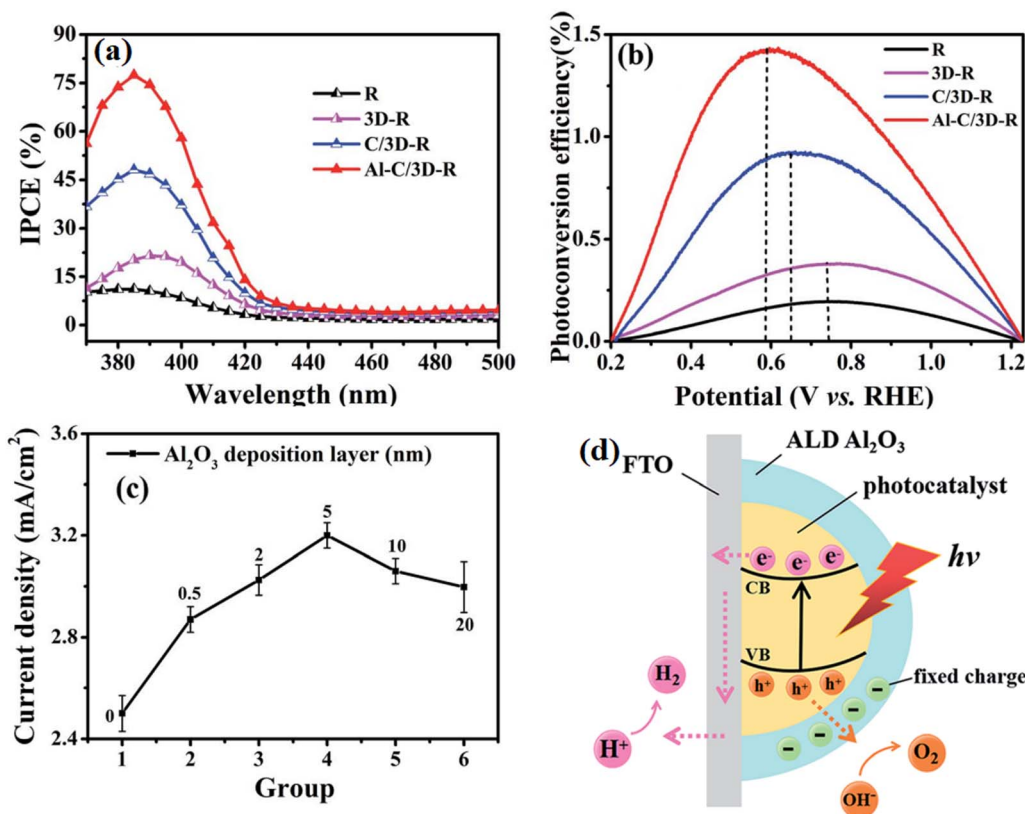 (a)
90
75
60
45
30
15
0
IPCE (%)
R
3D-R
C/3D-R
Al-C/3D-R
380 400 420 440 460 480 500
Wavelength (nm)
(b)
1.5
1.0
0.5
0.0
Photoconversion efficiency(%)
R
3D-R
C/3D-R
Al-C/3D-R
0.2 0.4 0.6 0.8 1.0 1.2
Potential (V vs. RHE)
(c)
3.6
3.2
2.8
2.4
Current density (mA/cm²)
Al₂O₃ deposition layer (nm)
0
0.5
2
5
10
20
1 2 3 4 5 6
Group
(d)
FTO
ALD Al₂O₃
photocatalyst
hν
e⁻ e⁻ e⁻
CB
VB
h⁺ h⁺ h⁺
fixed charge
− − − −
H₂
H⁺
O₂
OH⁻